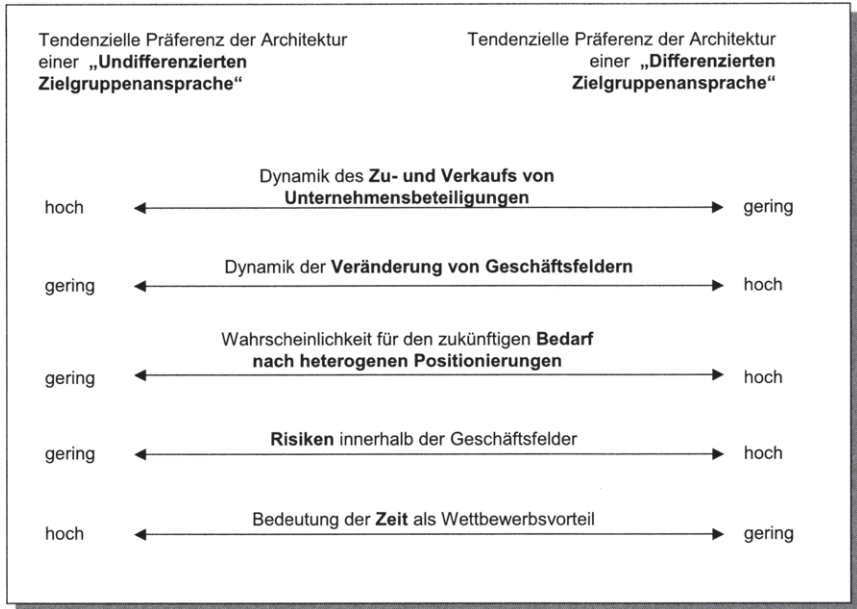 Tendenzielle Präferenz der Architektur
einer „Undifferenzierten
Zielgruppenansprache“
Tendenzielle Präferenz der Architektur
einer „Differenzierten
Zielgruppenansprache“
Dynamik des Zu- und Verkaufs von
Unternehmensbeteiligungen
hoch
gering
Dynamik der Veränderung von Geschäftsfeldern
gering
hoch
Wahrscheinlichkeit für den zukünftigen Bedarf
nach heterogenen Positionierungen
gering
hoch
Risiken innerhalb der Geschäftsfelder
gering
hoch
Bedeutung der Zeit als Wettbewerbsvorteil
hoch
gering